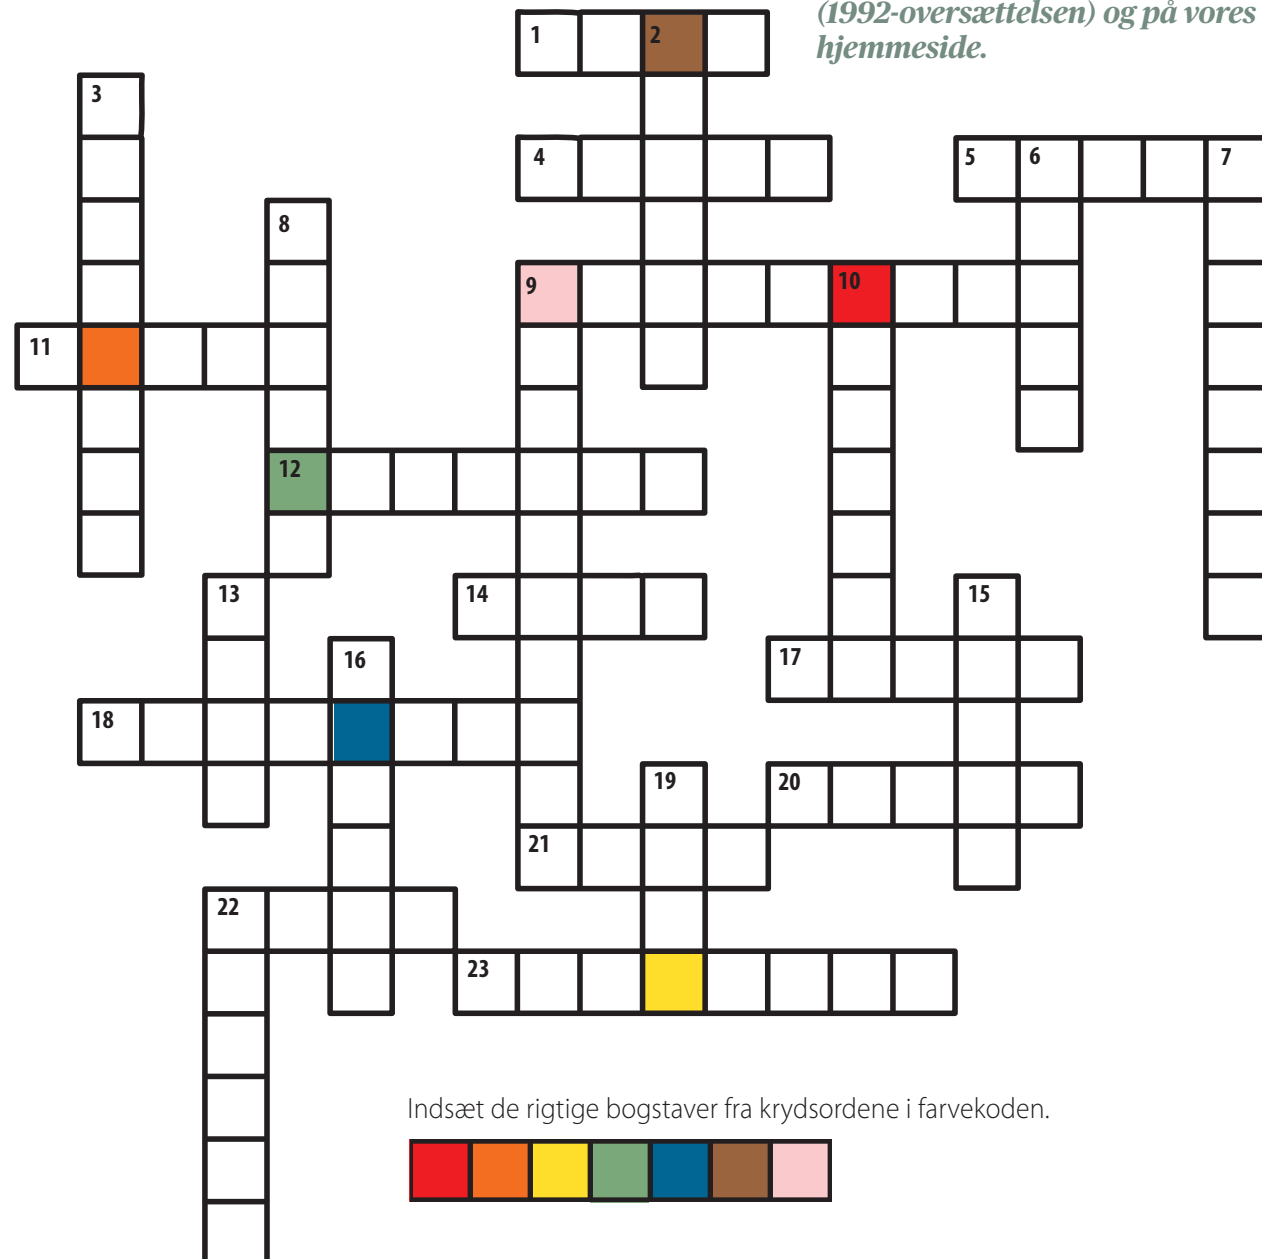 (1992-oversættelsen) og på vores
hjemmeside.
1 2
3
4 5 6 7
8
9 10
11
12
13 14 15
16 17
18
19 20
21
22
23
Indsæt de rigtige bogstaver fra krydsordene i farvekoden.